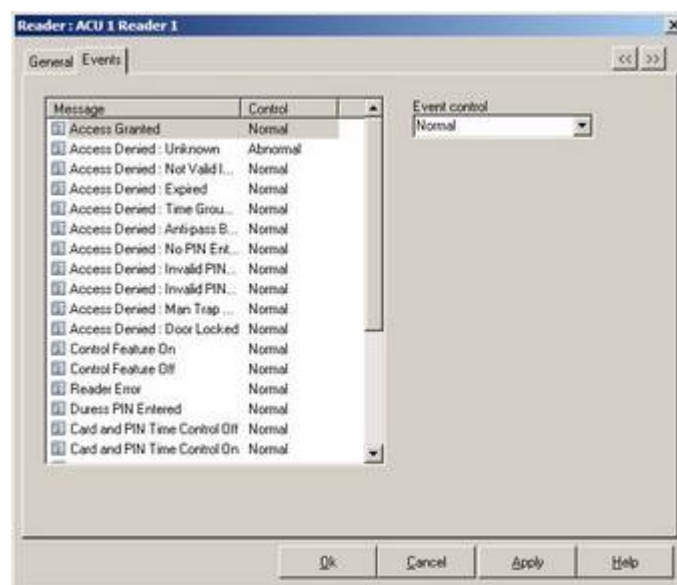 Reader : ACU 1 Reader 1
General Events << >>
Message Control Event control
Access Granted Normal Normal
Access Denied : Unknown Abnormal
Access Denied : Not Valid I... Normal
Access Denied : Expired Normal
Access Denied : Time Grou... Normal
Access Denied : Anti-pass B... Normal
Access Denied : No PIN Ent... Normal
Access Denied : Invalid PIN... Normal
Access Denied : Invalid PIN... Normal
Access Denied : Man Trap ... Normal
Access Denied : Door Locked Normal
Control Feature On Normal
Control Feature Off Normal
Reader Error Normal
Duress PIN Entered Normal
Card and PIN Time Control Off Normal
Card and PIN Time Control On Normal
Ok Cancel Apply Help